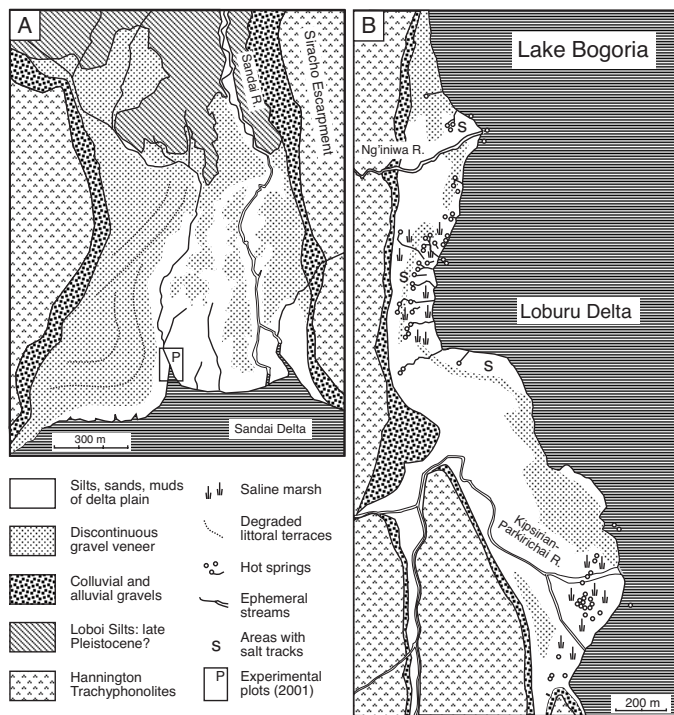 A
Sandai R.
Siracho Escarpment
P
300 m
Sandai Delta
B
Lake Bogoria
S
Ng'iniwa R.
S
Loburu Delta
S
Kipsirian-
Parkirichai R.
200 m
Silts, sands, muds
of delta plain
Discontinuous
gravel veneer
Colluvial and
alluvial gravels
Loboi Silts: late
Pleistocene?
Hannington
Trachyphonolites
Saline marsh
Degraded
littoral terraces
Hot springs
Ephemeral
streams
S
Areas with
salt tracks
P
Experimental
plots (2001)